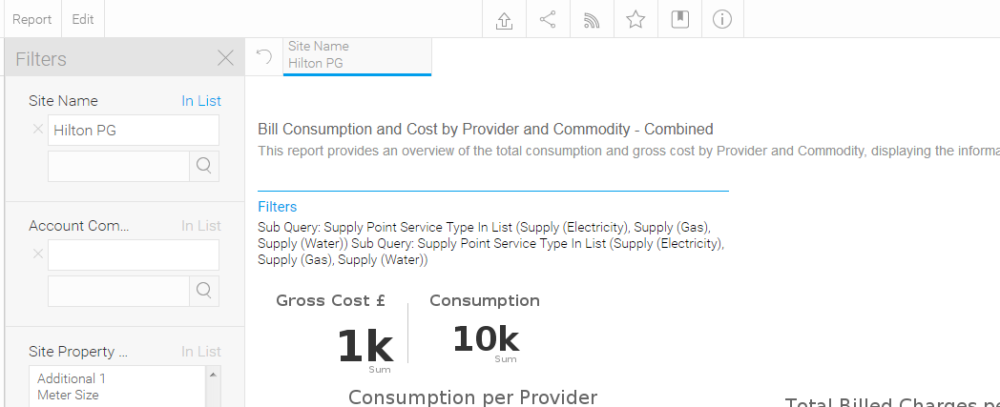 Report
Edit
Filters
Site Name
Hilton PG
Site Name
In List
Hilton PG
Account Com...
In List
Site Property ...
In List
Additional 1
Meter Size
Bill Consumption and Cost by Provider and Commodity - Combined
This report provides an overview of the total consumption and gross cost by Provider and Commodity, displaying the informa
Filters
Sub Query: Supply Point Service Type In List (Supply (Electricity), Supply (Gas),
Supply (Water)) Sub Query: Supply Point Service Type In List (Supply (Electricity),
Supply (Gas), Supply (Water))
Gross Cost £
Consumption
1k
Sum
10k
Sum
Consumption per Provider
Total Billed Charges pe